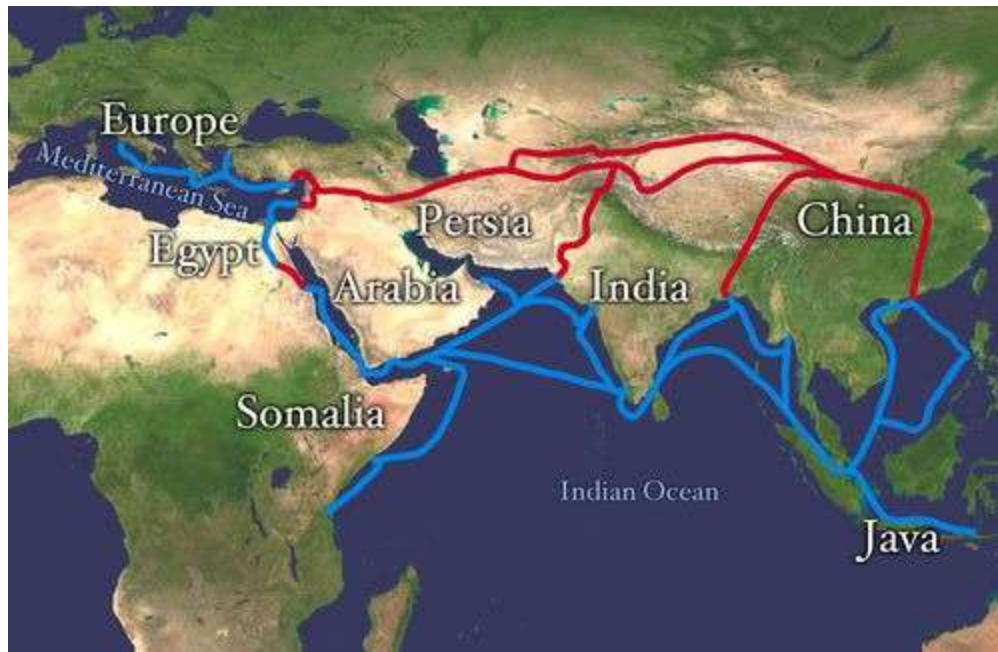 Europe
Mediterranean Sea
Egypt
Persia
Arabia
India
China
Somalia
Indian Ocean
Java